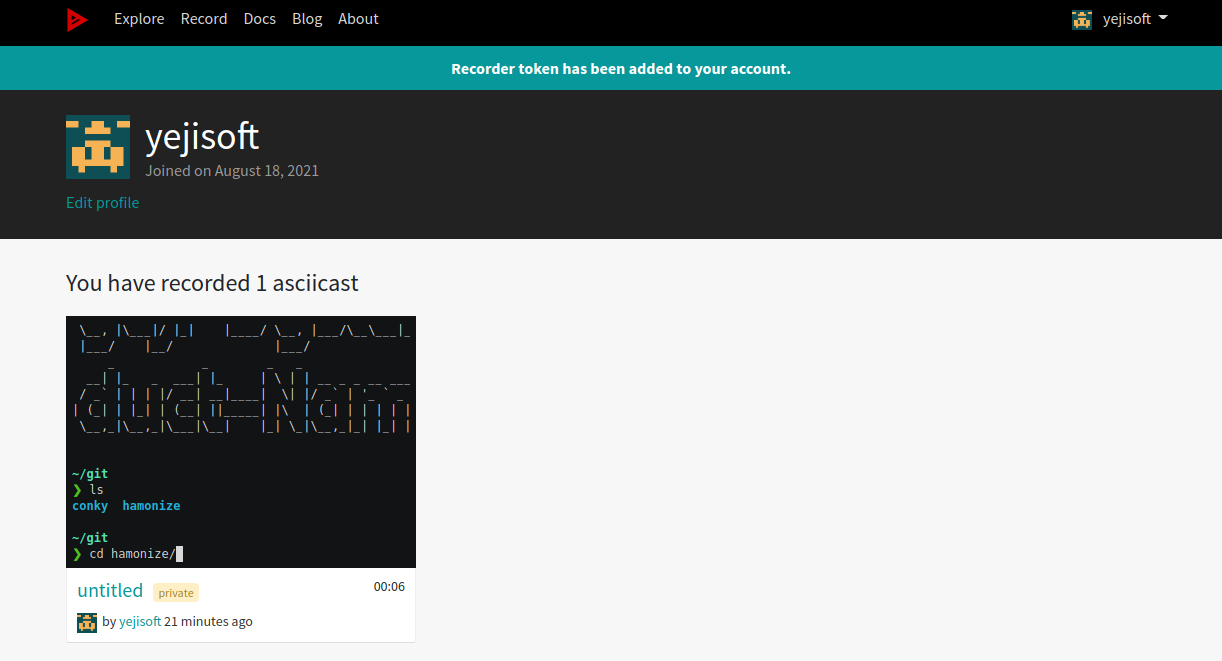 Explore Record Docs Blog About yejisoft
Recorder token has been added to your account.
yejisoft
Joined on August 18, 2021
Edit profile
You have recorded 1 asciicast
~/git
❯ ls
conky  hamonize
~/git
❯ cd hamonize/
untitled private 00:06
by yejisoft 21 minutes ago